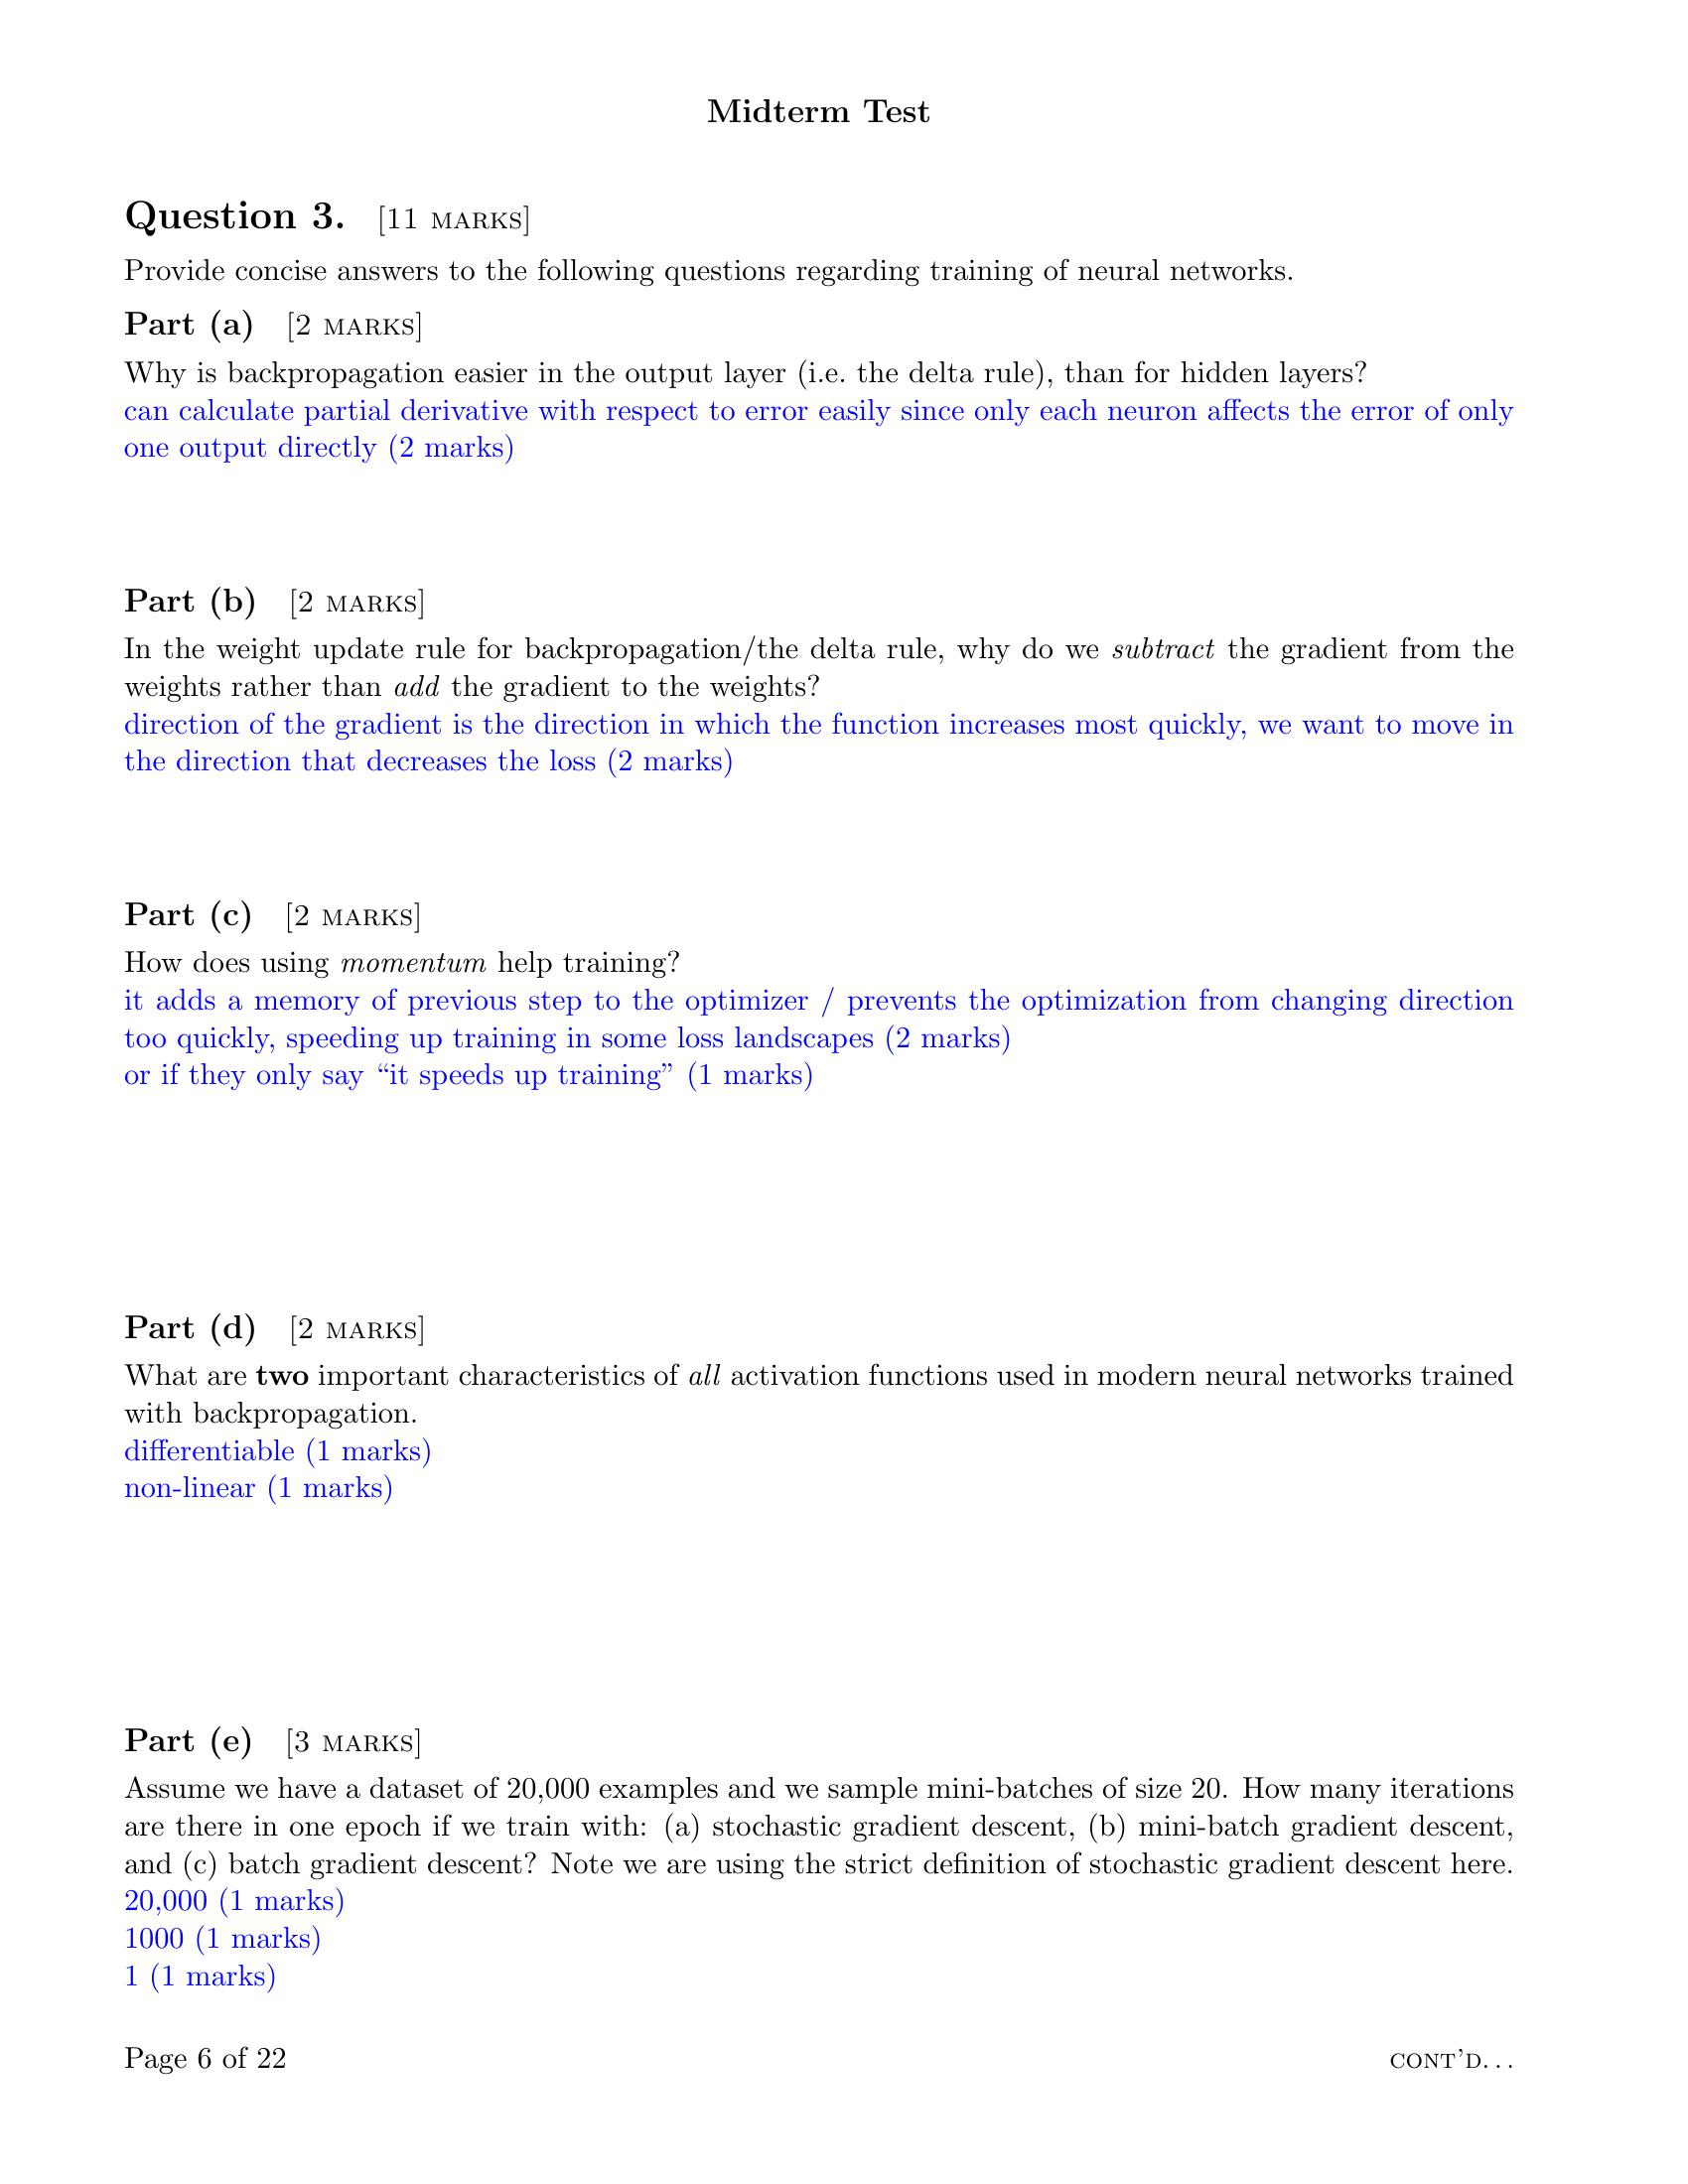 Midterm Test
Question 3. [11 MARKS]
Provide concise answers to the following questions regarding training of neural networks.
Part (a) [2 MARKS]
Why is backpropagation easier in the output layer (i.e. the delta rule), than for hidden layers?
can calculate partial derivative with respect to error easily since only each neuron affects the error of only
one output directly (2 marks)
Part (b) [2 MARKS]
In the weight update rule for backpropagation/the delta rule, why do we subtract the gradient from the
weights rather than add the gradient to the weights?
direction of the gradient is the direction in which the function increases most quickly, we want to move in
the direction that decreases the loss (2 marks)
Part (c) [2 MARKS]
How does using momentum help training?
it adds a memory of previous step to the optimizer / prevents the optimization from changing direction
too quickly, speeding up training in some loss landscapes (2 marks)
or if they only say “it speeds up training” (1 marks)
Part (d) [2 MARKS]
What are two important characteristics of all activation functions used in modern neural networks trained
with backpropagation.
differentiable (1 marks)
non-linear (1 marks)
Part (e) [3 MARKS]
Assume we have a dataset of 20,000 examples and we sample mini-batches of size 20. How many iterations
are there in one epoch if we train with: (a) stochastic gradient descent, (b) mini-batch gradient descent,
and (c) batch gradient descent? Note we are using the strict definition of stochastic gradient descent here.
20,000 (1 marks)
1000 (1 marks)
1 (1 marks)
Page 6 of 22 CONT'D...